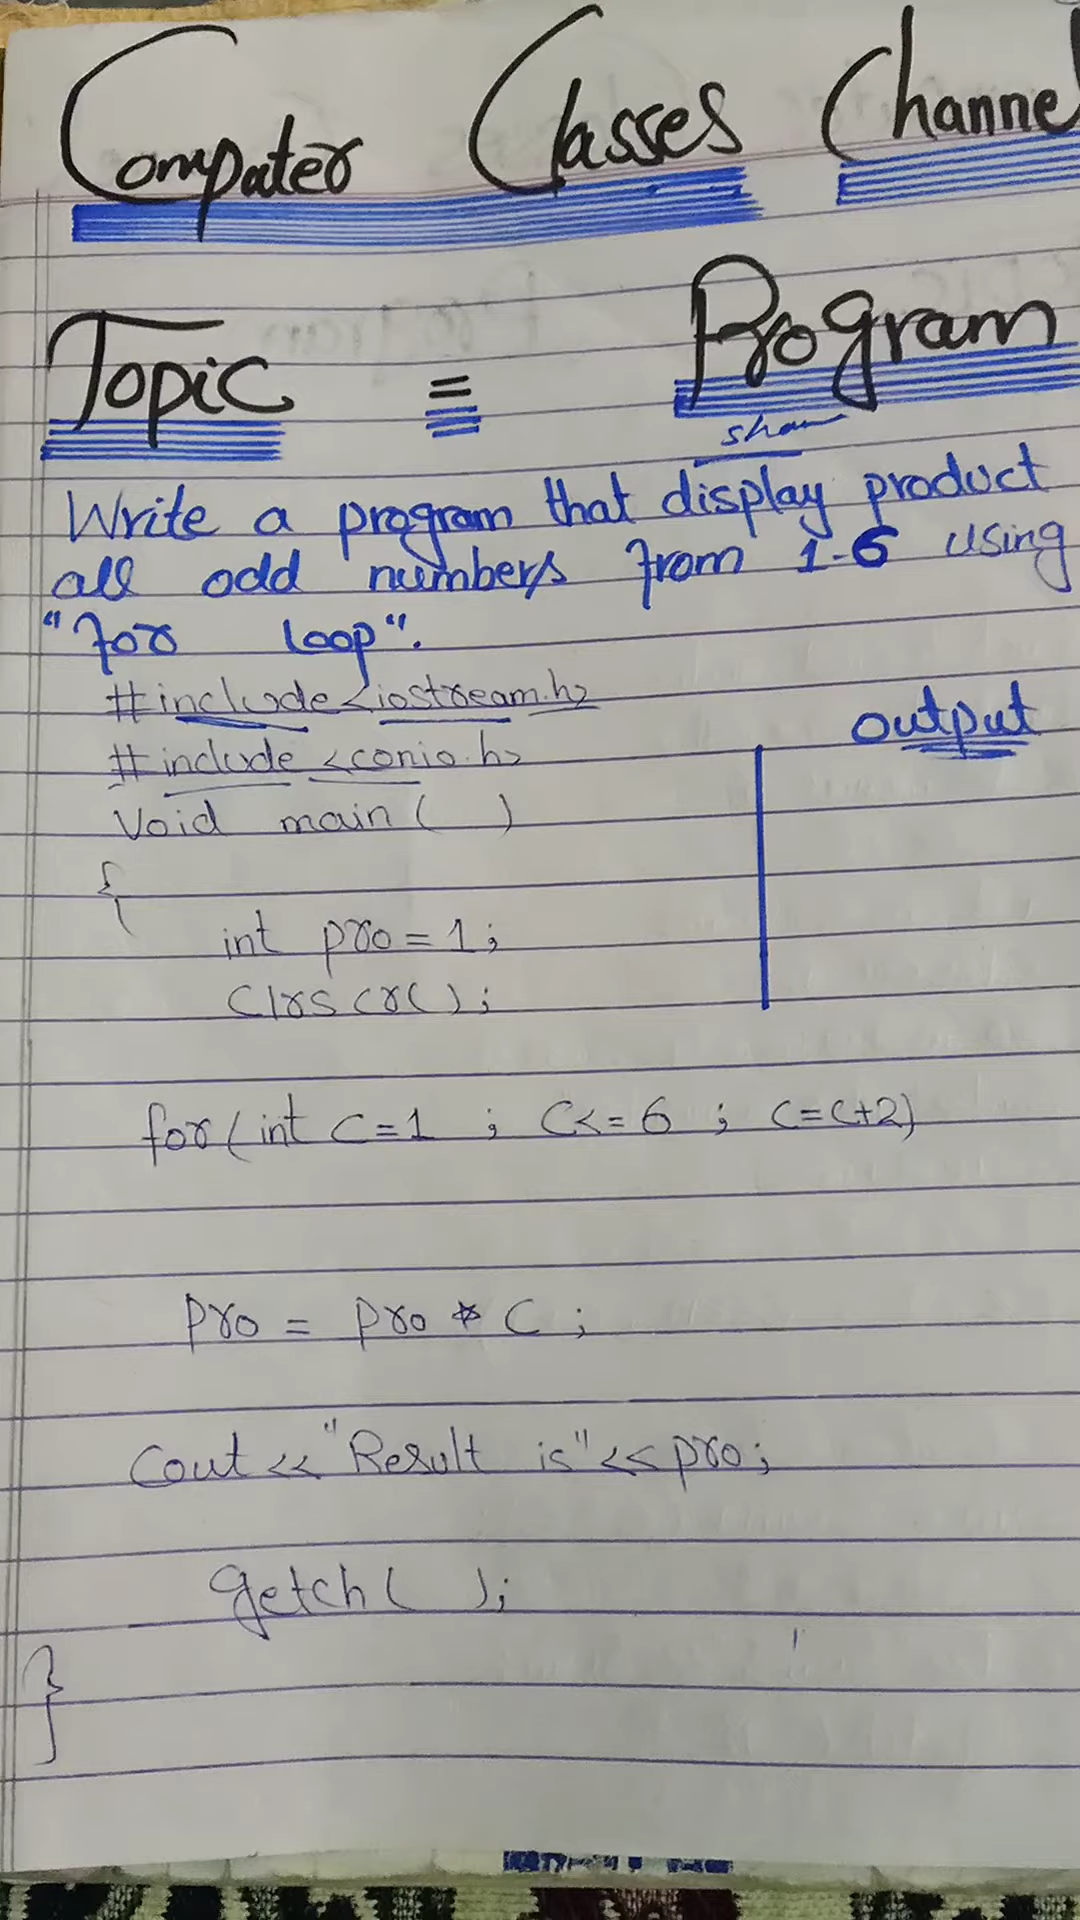 Computer Classes Channel
Topic = Program
show
Write a program that display product
all odd numbers from 1-6 using
"for loop".
#include<iostream.h>
output
#include <conio.h>
Void main ( )
{
int pro = 1;
Clrscr();
for(int C=1 ; C<=6 ; C=C+2)
pro = pro * C ;
Cout<<"Result is"<<pro;
getch( );
}